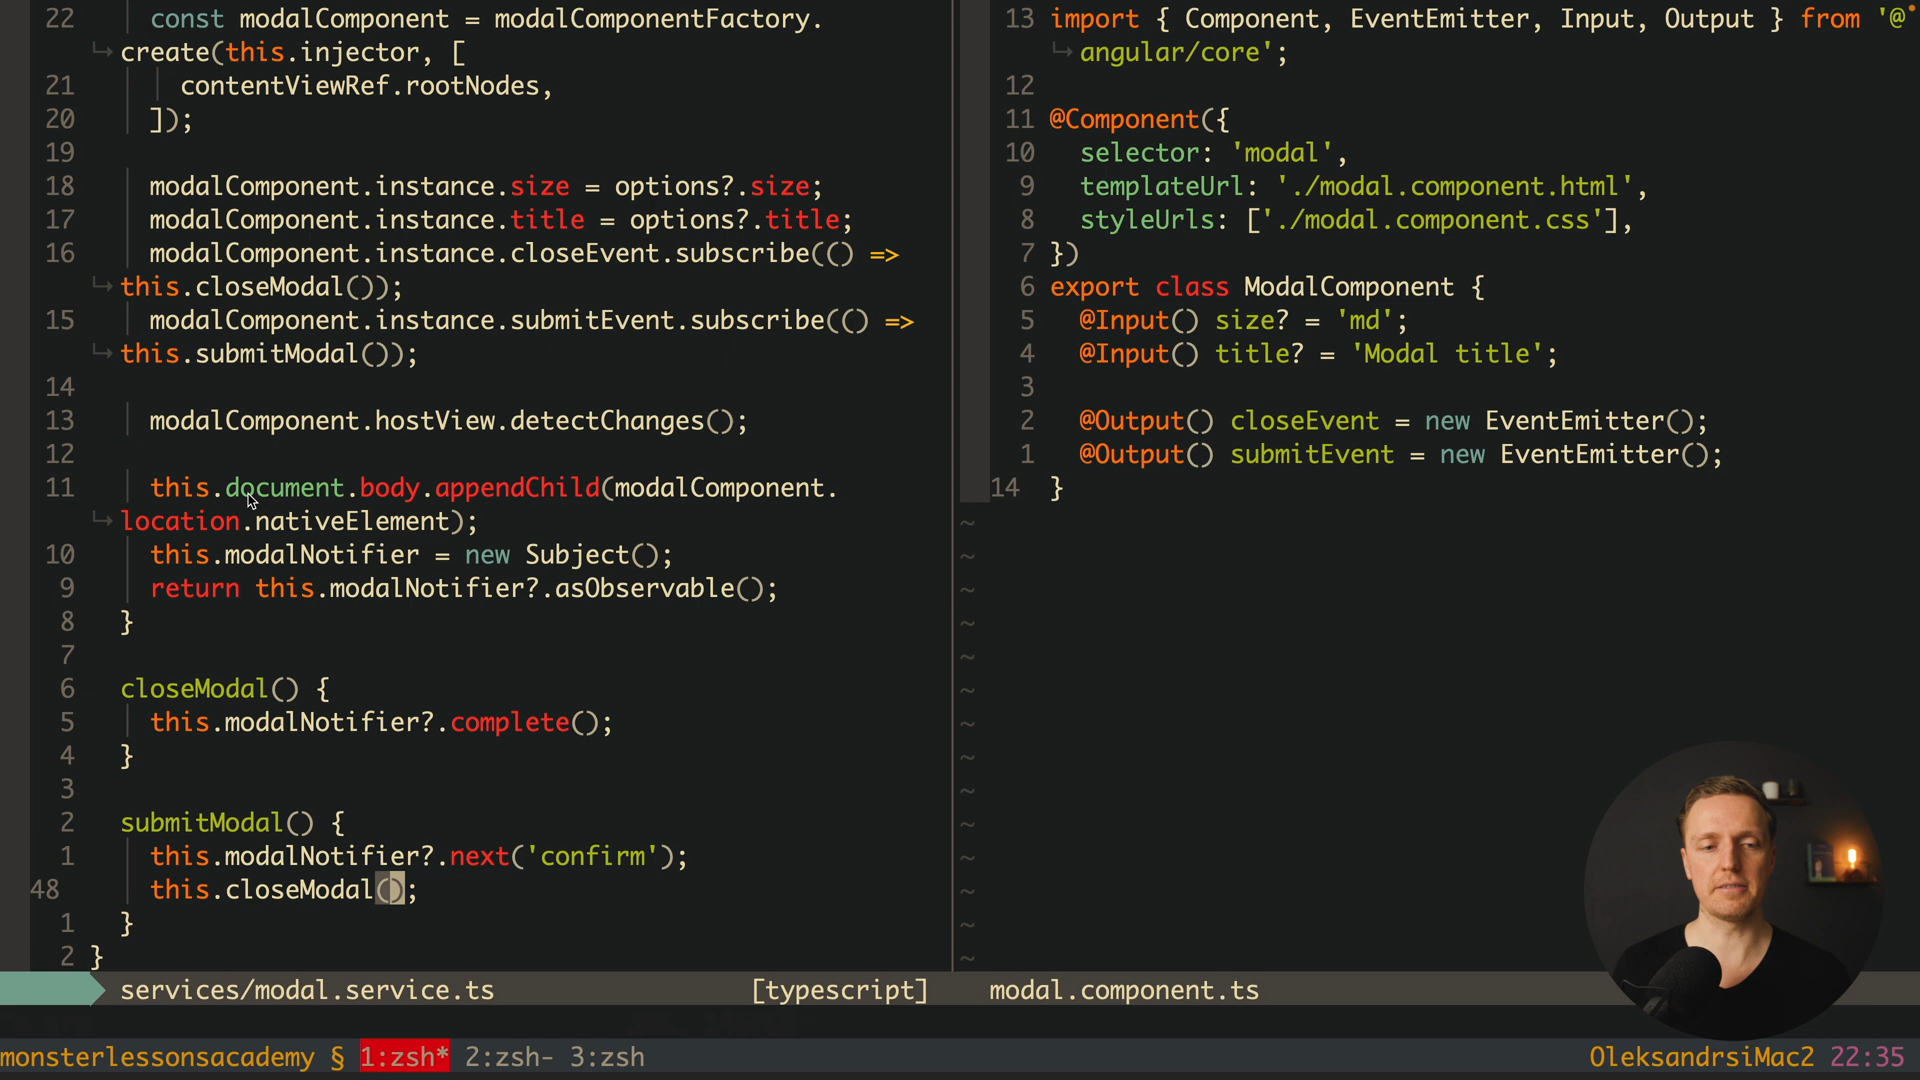 22 const modalComponent = modalComponentFactory.
↪ create(this.injector, [
21 contentViewRef.rootNodes,
20 ]);
19
18 modalComponent.instance.size = options?.size;
17 modalComponent.instance.title = options?.title;
16 modalComponent.instance.closeEvent.subscribe(() =>
↪ this.closeModal());
15 modalComponent.instance.submitEvent.subscribe(() =>
↪ this.submitModal());
14
13 modalComponent.hostView.detectChanges();
12
11 this.document.body.appendChild(modalComponent.
↪ location.nativeElement);
10 this.modalNotifier = new Subject();
9 return this.modalNotifier?.asObservable();
8 }
7
6 closeModal() {
5 this.modalNotifier?.complete();
4 }
3
2 submitModal() {
1 this.modalNotifier?.next('confirm');
48 this.closeModal();
1 }
2 }
services/modal.service.ts [typescript]
13 import { Component, EventEmitter, Input, Output } from '@
↪ angular/core';
12
11 @Component({
10 selector: 'modal',
9 templateUrl: './modal.component.html',
8 styleUrls: ['./modal.component.css'],
7 })
6 export class ModalComponent {
5 @Input() size? = 'md';
4 @Input() title? = 'Modal title';
3
2 @Output() closeEvent = new EventEmitter();
1 @Output() submitEvent = new EventEmitter();
14 }
~
~
~
~
~
~
~
~
~
~
~
~
~
~
modal.component.ts
monsterlessonsacademy § 1:zsh* 2:zsh- 3:zsh
OleksandrsiMac2 22:35